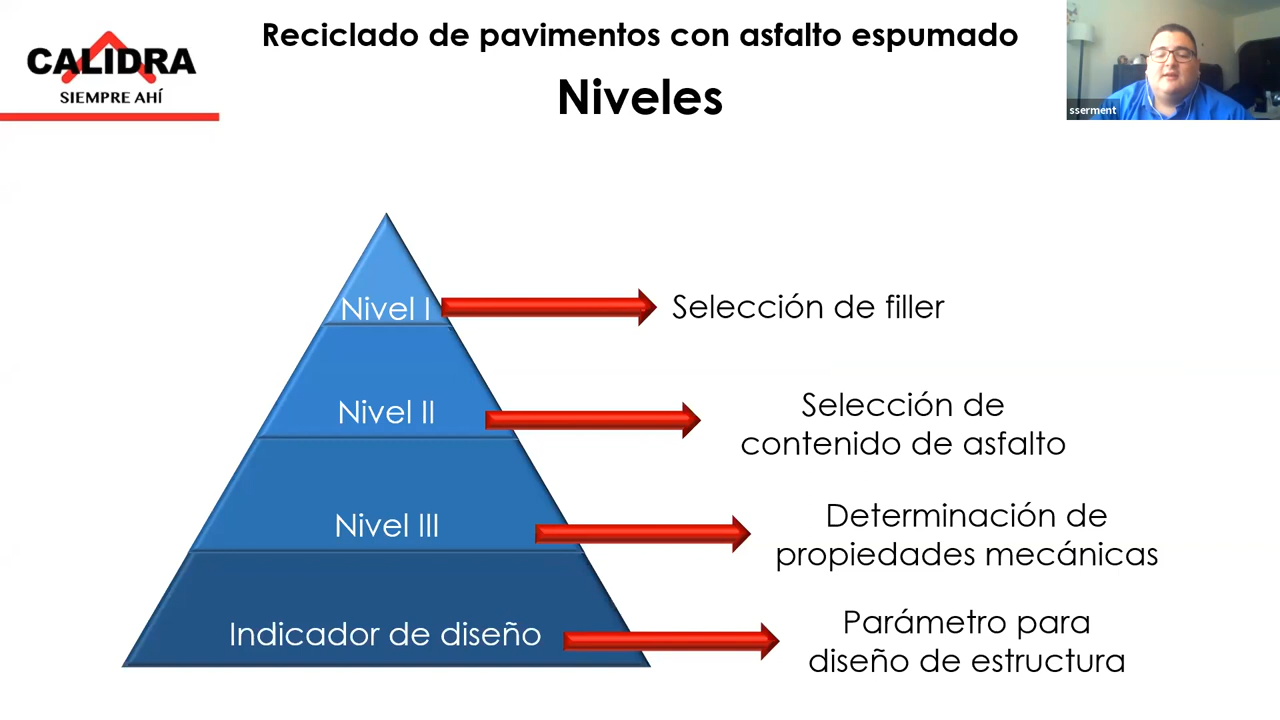 Reciclado de pavimentos con asfalto espumado
CALIDRA
SIEMPRE AHÍ
Niveles
sserment
Nivel I
Selección de filler
Nivel II
Selección de
contenido de asfalto
Nivel III
Determinación de
propiedades mecánicas
Indicador de diseño
Parámetro para
diseño de estructura